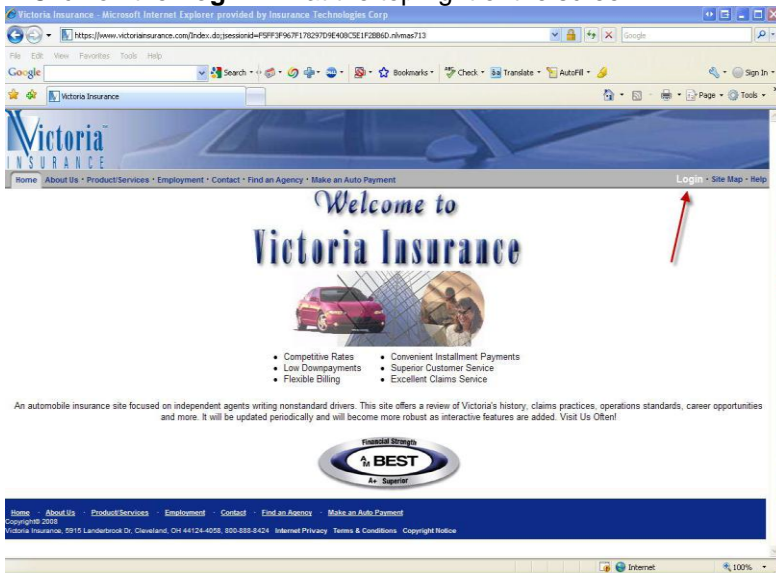 Victoria Insurance - Microsoft Internet Explorer provided by Insurance Technologies Corp
https://www.victoriainsurance.com/Index.do;jsessionid=F5FF3F967F178297D9E408C5E1F2BB6D.nlvmas713
Google
File Edit View Favorites Tools Help
Google Search Bookmarks Check Translate AutoFill Sign In
Victoria Insurance Page Tools
Victoria
INSURANCE
Home About Us · Product/Services · Employment · Contact · Find an Agency · Make an Auto Payment Login · Site Map · Help
Welcome to
Victoria Insurance
• Competitive Rates • Convenient Installment Payments
• Low Downpayments • Superior Customer Service
• Flexible Billing • Excellent Claims Service
An automobile insurance site focused on independent agents writing nonstandard drivers. This site offers a review of Victoria's history, claims practices, operations standards, career opportunities
and more. It will be updated periodically and will become more robust as interactive features are added. Visit Us Often!
Financial Strength
AM BEST
A+ Superior
Home · About Us · Product/Services · Employment · Contact · Find an Agency · Make an Auto Payment
Copyright© 2008
Victoria Insurance, 5915 Landerbrook Dr, Cleveland, OH 44124-4058, 800-888-8424 Internet Privacy Terms & Conditions Copyright Notice
Internet 100%